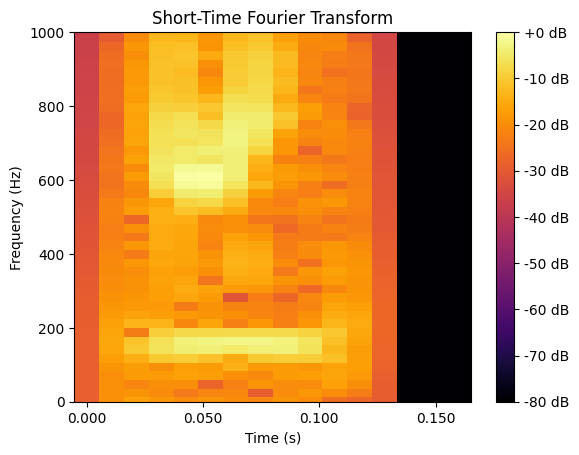 Short-Time Fourier Transform
Frequency (Hz)
1000
800
600
400
200
0
0.000 0.050 0.100 0.150
Time (s)
+0 dB
-10 dB
-20 dB
-30 dB
-40 dB
-50 dB
-60 dB
-70 dB
-80 dB